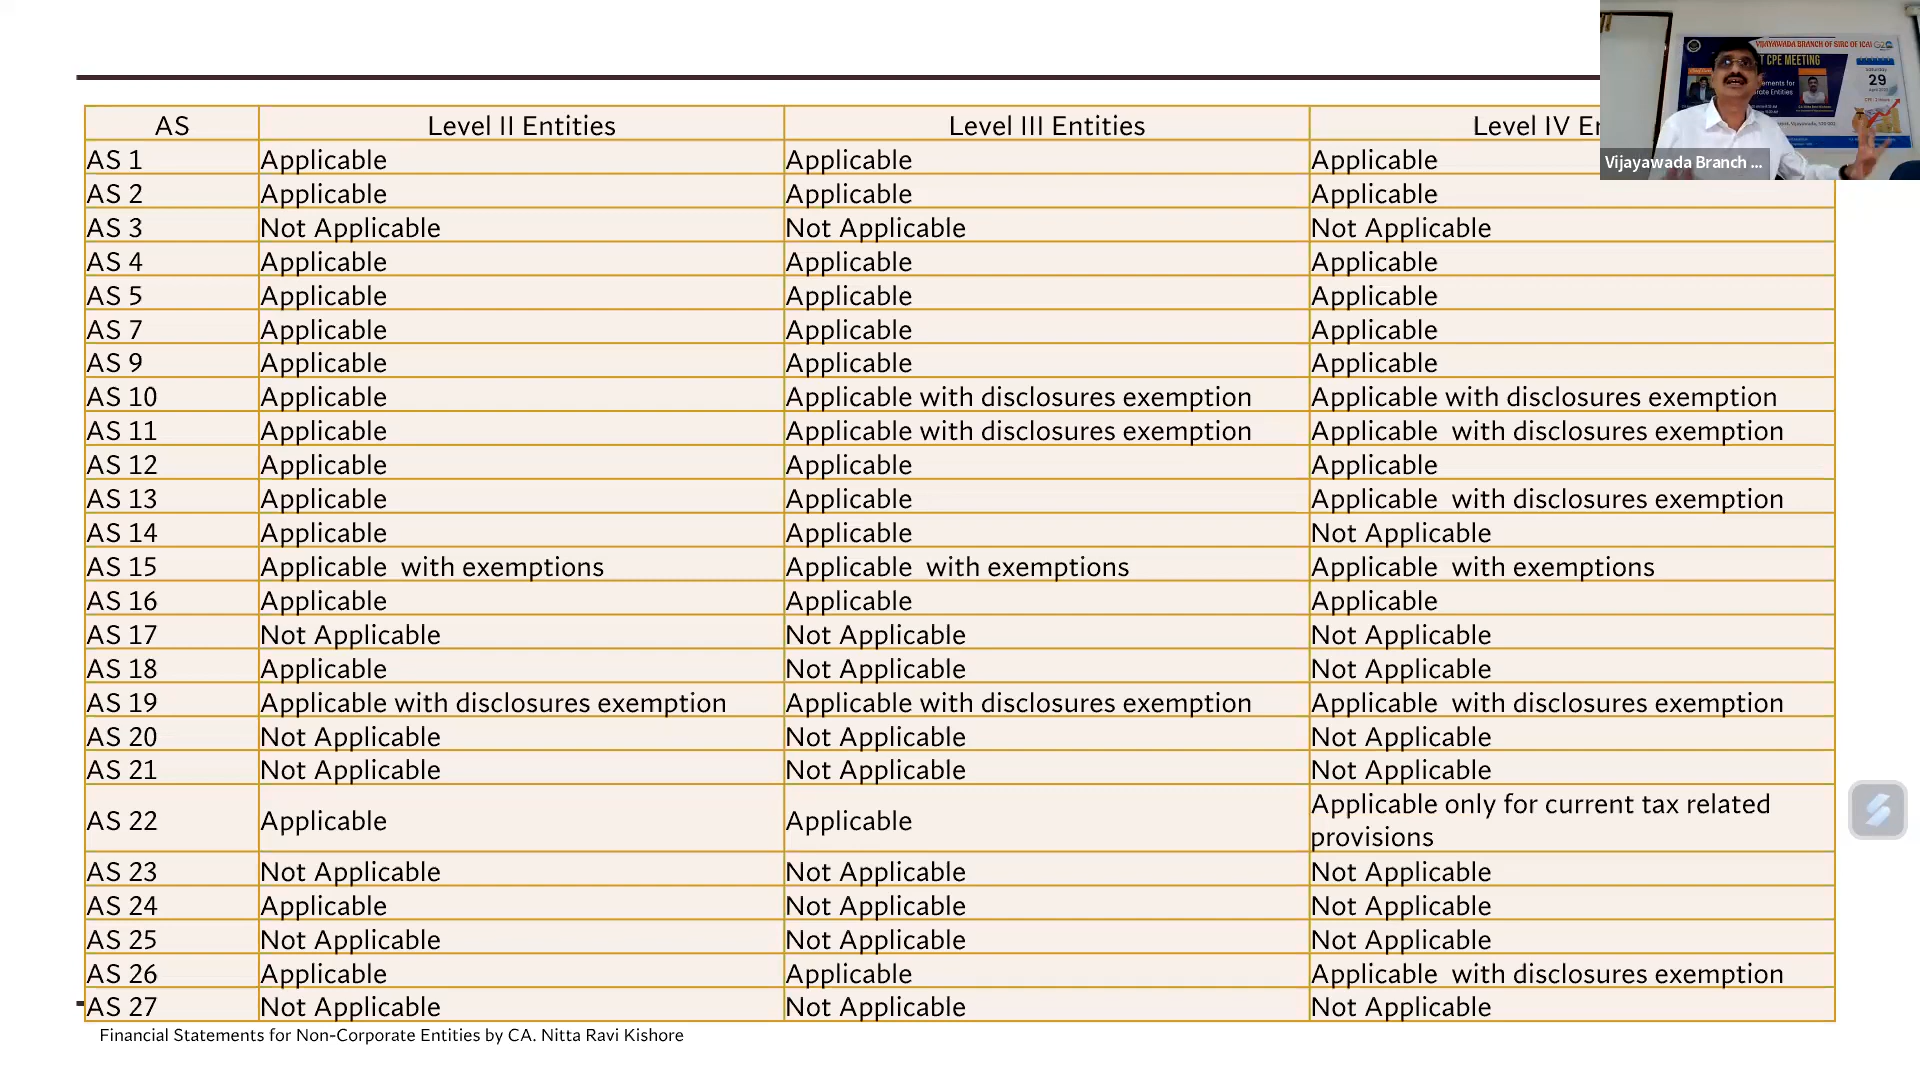 AS Level II Entities Level III Entities Level IV
AS 1 Applicable Applicable Applicable
AS 2 Applicable Applicable Applicable
AS 3 Not Applicable Not Applicable Not Applicable
AS 4 Applicable Applicable Applicable
AS 5 Applicable Applicable Applicable
AS 7 Applicable Applicable Applicable
AS 9 Applicable Applicable Applicable
AS 10 Applicable Applicable with disclosures exemption Applicable with disclosures exemption
AS 11 Applicable Applicable with disclosures exemption Applicable with disclosures exemption
AS 12 Applicable Applicable Applicable
AS 13 Applicable Applicable Applicable with disclosures exemption
AS 14 Applicable Applicable Not Applicable
AS 15 Applicable with exemptions Applicable with exemptions Applicable with exemptions
AS 16 Applicable Applicable Applicable
AS 17 Not Applicable Not Applicable Not Applicable
AS 18 Applicable Not Applicable Not Applicable
AS 19 Applicable with disclosures exemption Applicable with disclosures exemption Applicable with disclosures exemption
AS 20 Not Applicable Not Applicable Not Applicable
AS 21 Not Applicable Not Applicable Not Applicable
AS 22 Applicable Applicable Applicable only for current tax related
provisions
AS 23 Not Applicable Not Applicable Not Applicable
AS 24 Applicable Not Applicable Not Applicable
AS 25 Not Applicable Not Applicable Not Applicable
AS 26 Applicable Applicable Applicable with disclosures exemption
AS 27 Not Applicable Not Applicable Not Applicable
Financial Statements for Non-Corporate Entities by CA. Nitta Ravi Kishore
VIJAYAWADA BRANCH OF SIRC OF ICAI
CPE MEETING
29
Vijayawada Branch ...